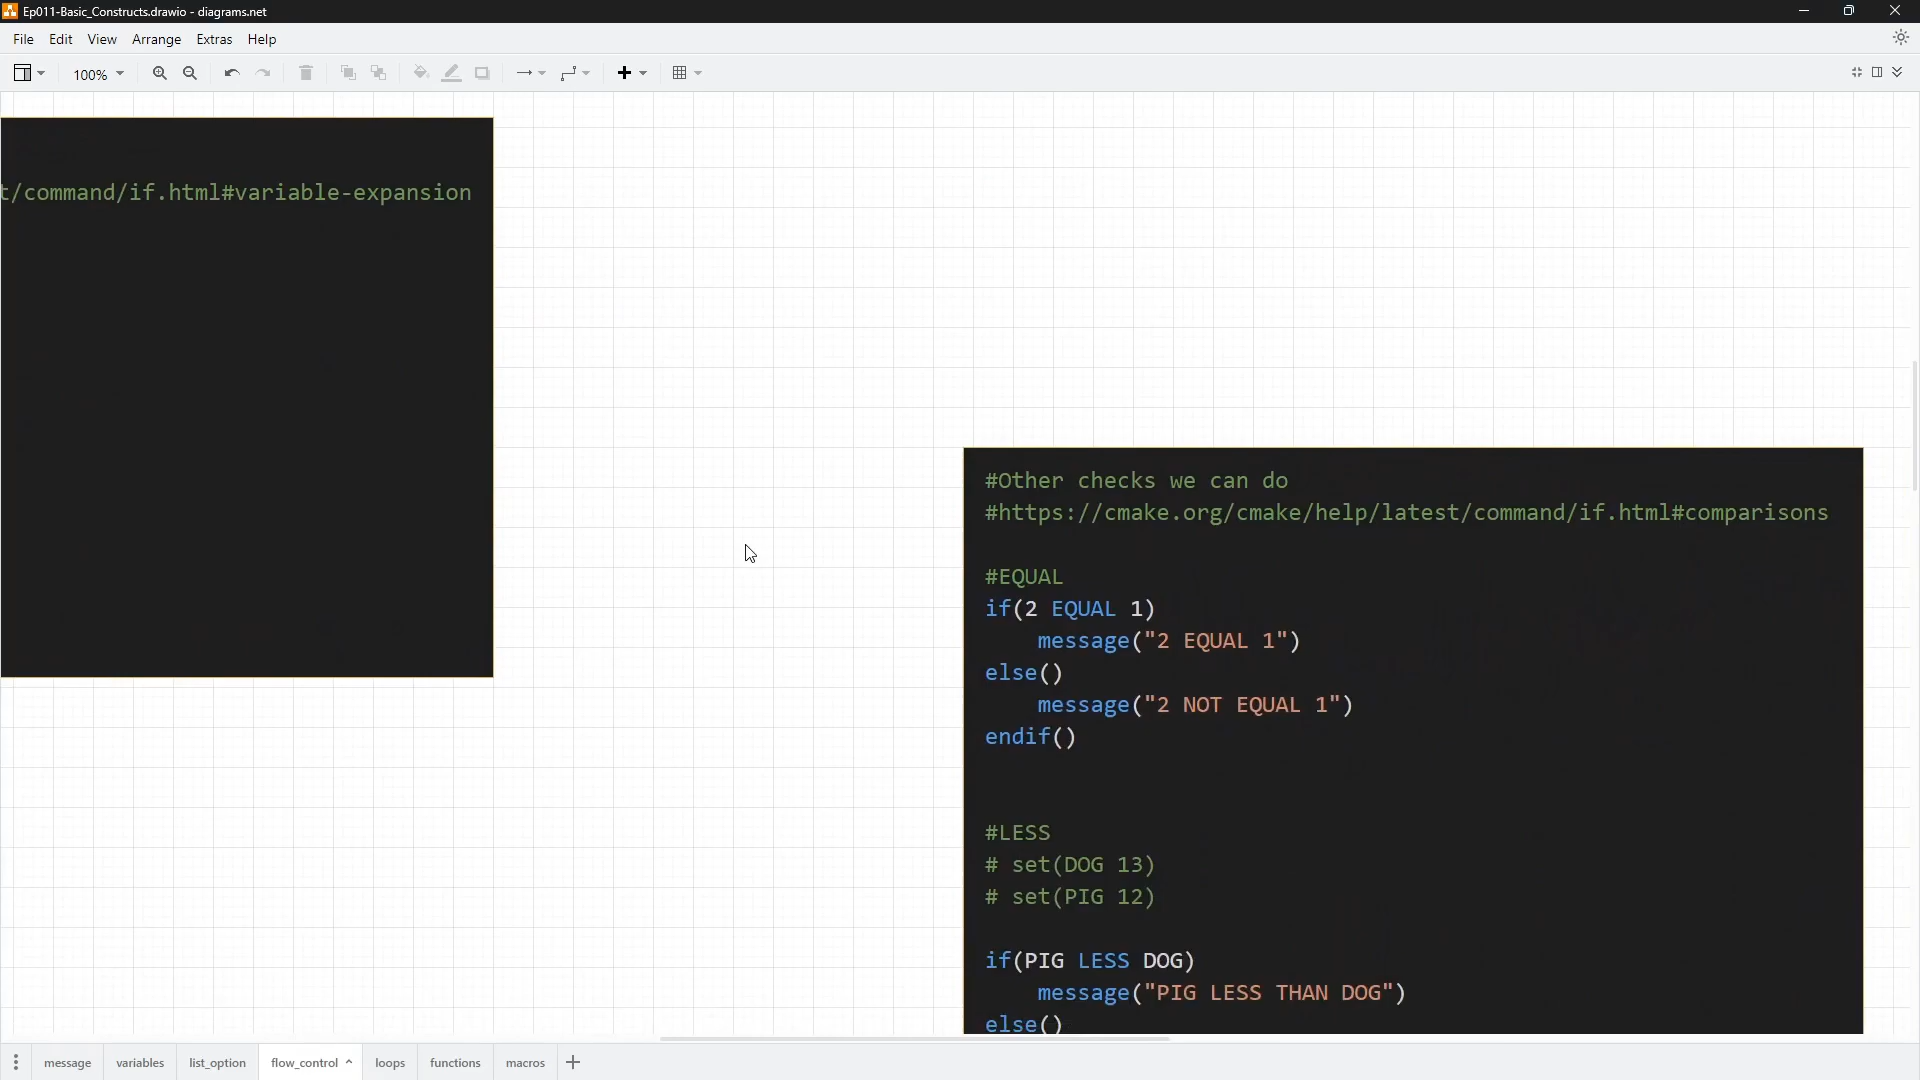 Ep011-Basic_Constructs.drawio - diagrams.net
File Edit View Arrange Extras Help
100%
t/command/if.html#variable-expansion
#Other checks we can do
#https://cmake.org/cmake/help/latest/command/if.html#comparisons
#EQUAL
if(2 EQUAL 1)
message("2 EQUAL 1")
else()
message("2 NOT EQUAL 1")
endif()
#LESS
# set(DOG 13)
# set(PIG 12)
if(PIG LESS DOG)
message("PIG LESS THAN DOG")
else()
message variables list_option flow_control loops functions macros